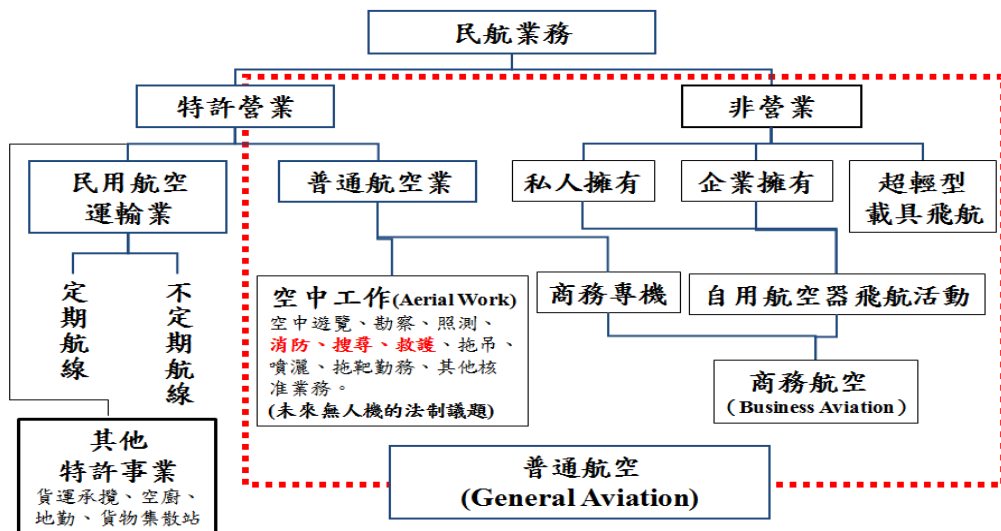 民航業務
特許營業
非營業
民用航空
運輸業
普通航空業
私人擁有
企業擁有
超輕型
載具飛航
定期航線
不定期航線
空中工作(Aerial Work)
空中遊覽、勘察、照測、
消防、搜尋、救護、拖吊、
噴灑、拖靶勤務、其他核
准業務。
(未來無人機的法制議題)
商務專機
自用航空器飛航活動
商務航空
（Business Aviation）
其他
特許事業
貨運承攬、空廚、
地勤、貨物集散站
普通航空
(General Aviation)